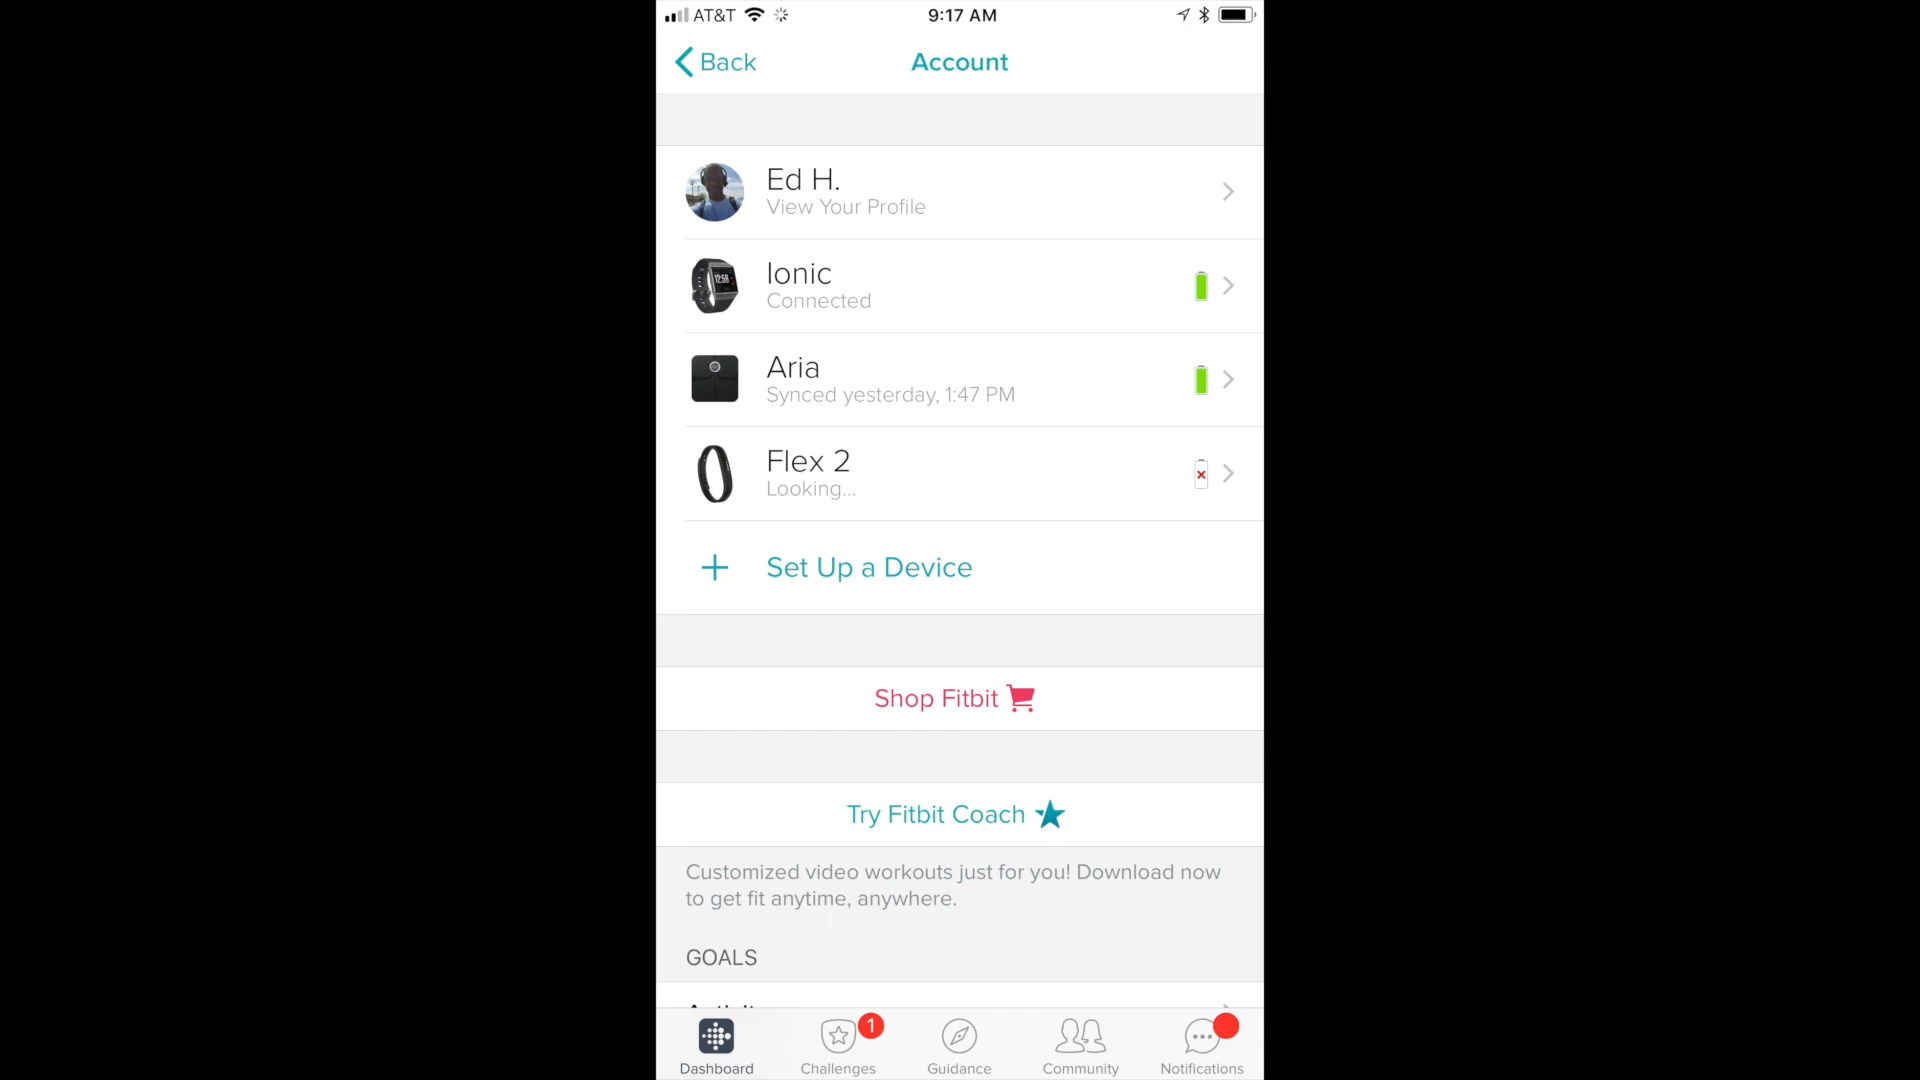 AT&T 9:17 AM
Back Account
Ed H.
View Your Profile
Ionic
Connected
Aria
Synced yesterday, 1:47 PM
Flex 2
Looking...
Set Up a Device
Shop Fitbit
Try Fitbit Coach
Customized video workouts just for you! Download now
to get fit anytime, anywhere.
GOALS
1
Dashboard Challenges Guidance Community Notifications